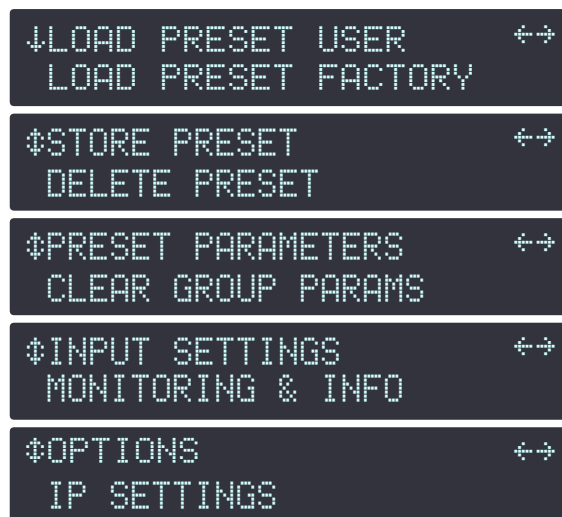 ↓LOAD PRESET USER ←→
LOAD PRESET FACTORY
↕STORE PRESET ←→
DELETE PRESET
↕PRESET PARAMETERS ←→
CLEAR GROUP PARAMS
↕INPUT SETTINGS ←→
MONITORING & INFO
↕OPTIONS ←→
IP SETTINGS